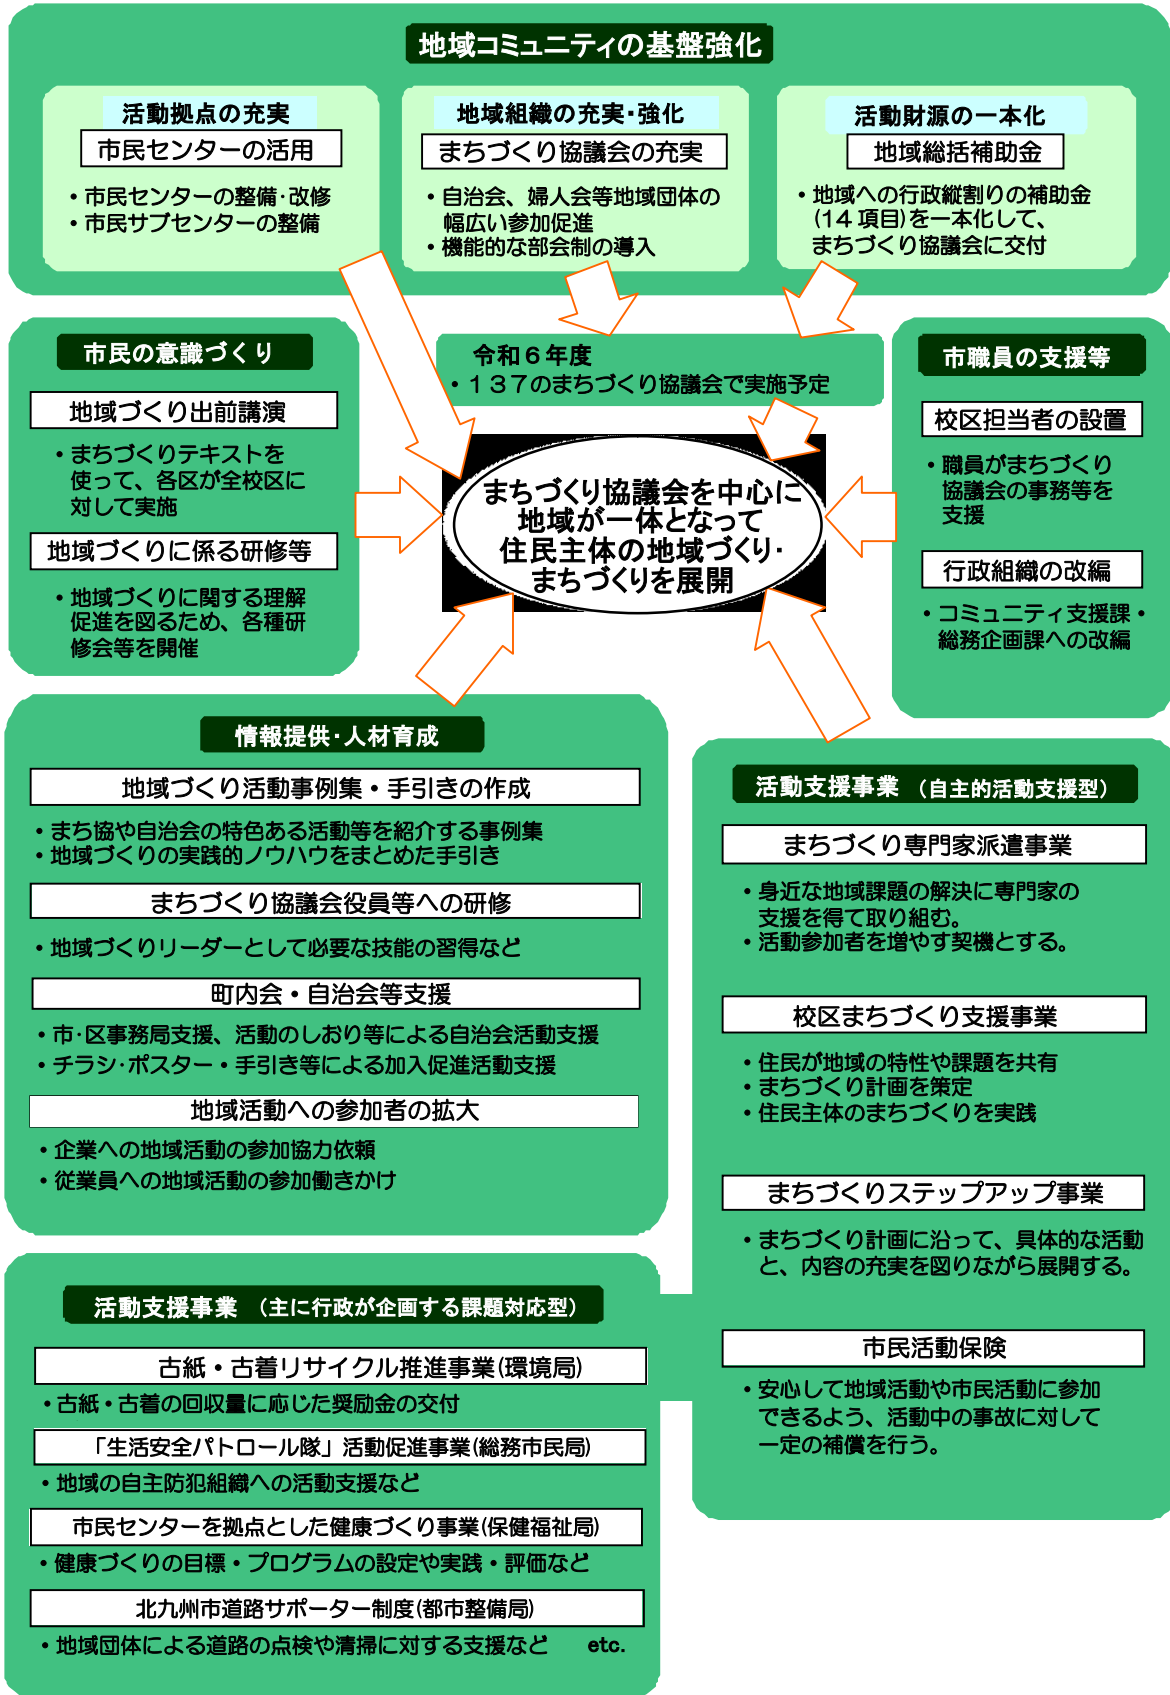 地域コミュニティの基盤強化
活動拠点の充実
市民センターの活用
・市民センターの整備・改修
・市民サブセンターの整備
地域組織の充実・強化
まちづくり協議会の充実
・自治会、婦人会等地域団体の
幅広い参加促進
・機能的な部会制の導入
活動財源の一本化
地域総括補助金
・地域への行政縦割りの補助金
(14 項目)を一本化して、
まちづくり協議会に交付
市民の意識づくり
地域づくり出前講演
・まちづくりテキストを
使って、各区が全校区に
対して実施
地域づくりに係る研修等
・地域づくりに関する理解
促進を図るため、各種研
修会等を開催
令和６年度
・１３７のまちづくり協議会で実施予定
まちづくり協議会を中心に
地域が一体となって
住民主体の地域づくり・
まちづくりを展開
市職員の支援等
校区担当者の設置
・職員がまちづくり
協議会の事務等を
支援
行政組織の改編
・コミュニティ支援課・
総務企画課への改編
情報提供・人材育成
地域づくり活動事例集・手引きの作成
・まち協や自治会の特色ある活動等を紹介する事例集
・地域づくりの実践的ノウハウをまとめた手引き
まちづくり協議会役員等への研修
・地域づくりリーダーとして必要な技能の習得など
町内会・自治会等支援
・市・区事務局支援、活動のしおり等による自治会活動支援
・チラシ・ポスター・手引き等による加入促進活動支援
地域活動への参加者の拡大
・企業への地域活動の参加協力依頼
・従業員への地域活動の参加働きかけ
活動支援事業 （自主的活動支援型）
まちづくり専門家派遣事業
・身近な地域課題の解決に専門家の
支援を得て取り組む。
・活動参加者を増やす契機とする。
校区まちづくり支援事業
・住民が地域の特性や課題を共有
・まちづくり計画を策定
・住民主体のまちづくりを実践
まちづくりステップアップ事業
・まちづくり計画に沿って、具体的な活動
と、内容の充実を図りながら展開する。
市民活動保険
・安心して地域活動や市民活動に参加
できるよう、活動中の事故に対して
一定の補償を行う。
活動支援事業 （主に行政が企画する課題対応型）
古紙・古着リサイクル推進事業(環境局)
・古紙・古着の回収量に応じた奨励金の交付
「生活安全パトロール隊」活動促進事業(総務市民局)
・地域の自主防犯組織への活動支援など
市民センターを拠点とした健康づくり事業(保健福祉局)
・健康づくりの目標・プログラムの設定や実践・評価など
北九州市道路サポーター制度(都市整備局)
・地域団体による道路の点検や清掃に対する支援など etc.